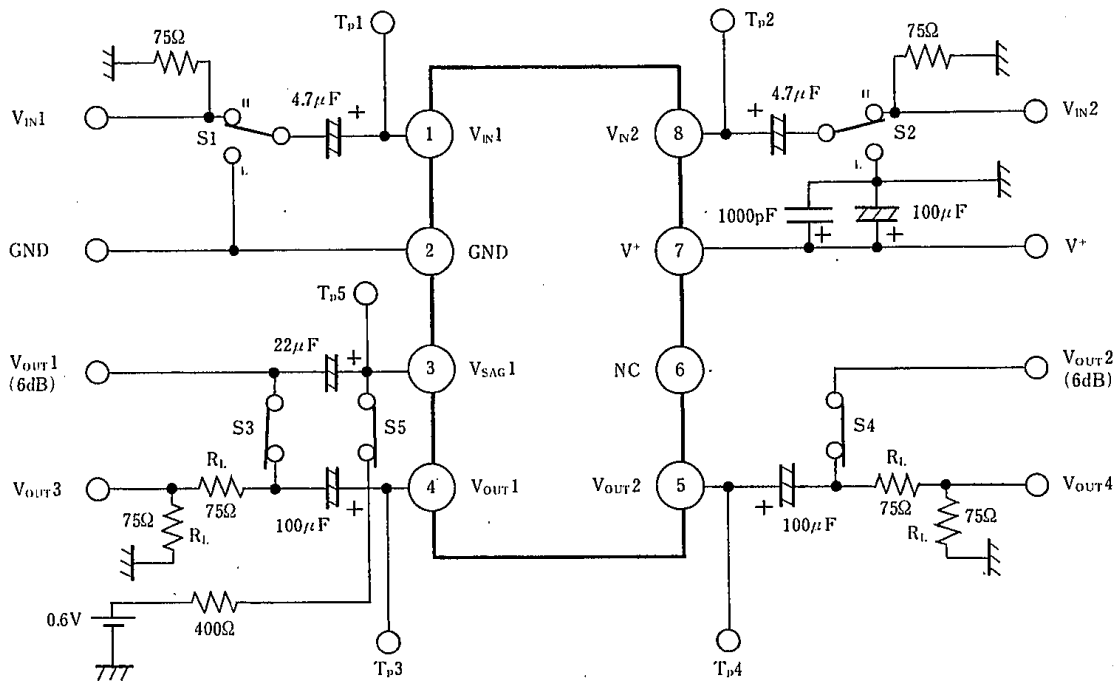 Tp1
Tp2
75Ω
75Ω
4.7μF
+
+
4.7μF
VIN1
H
S1
L
1
VIN1
VIN2
8
H
S2
L
VIN2
1000pF
+
100μF
+
GND
2
GND
V+
7
V+
Tp5
22μF
+
VOUT1
(6dB)
3
VSAG1
NC
6
VOUT2
(6dB)
S3
S5
S4
RL
RL
VOUT3
75Ω
4
VOUT1
VOUT2
5
75Ω
VOUT4
75Ω
RL
100μF
+
+
100μF
75Ω
RL
0.6V
400Ω
Tp3
Tp4